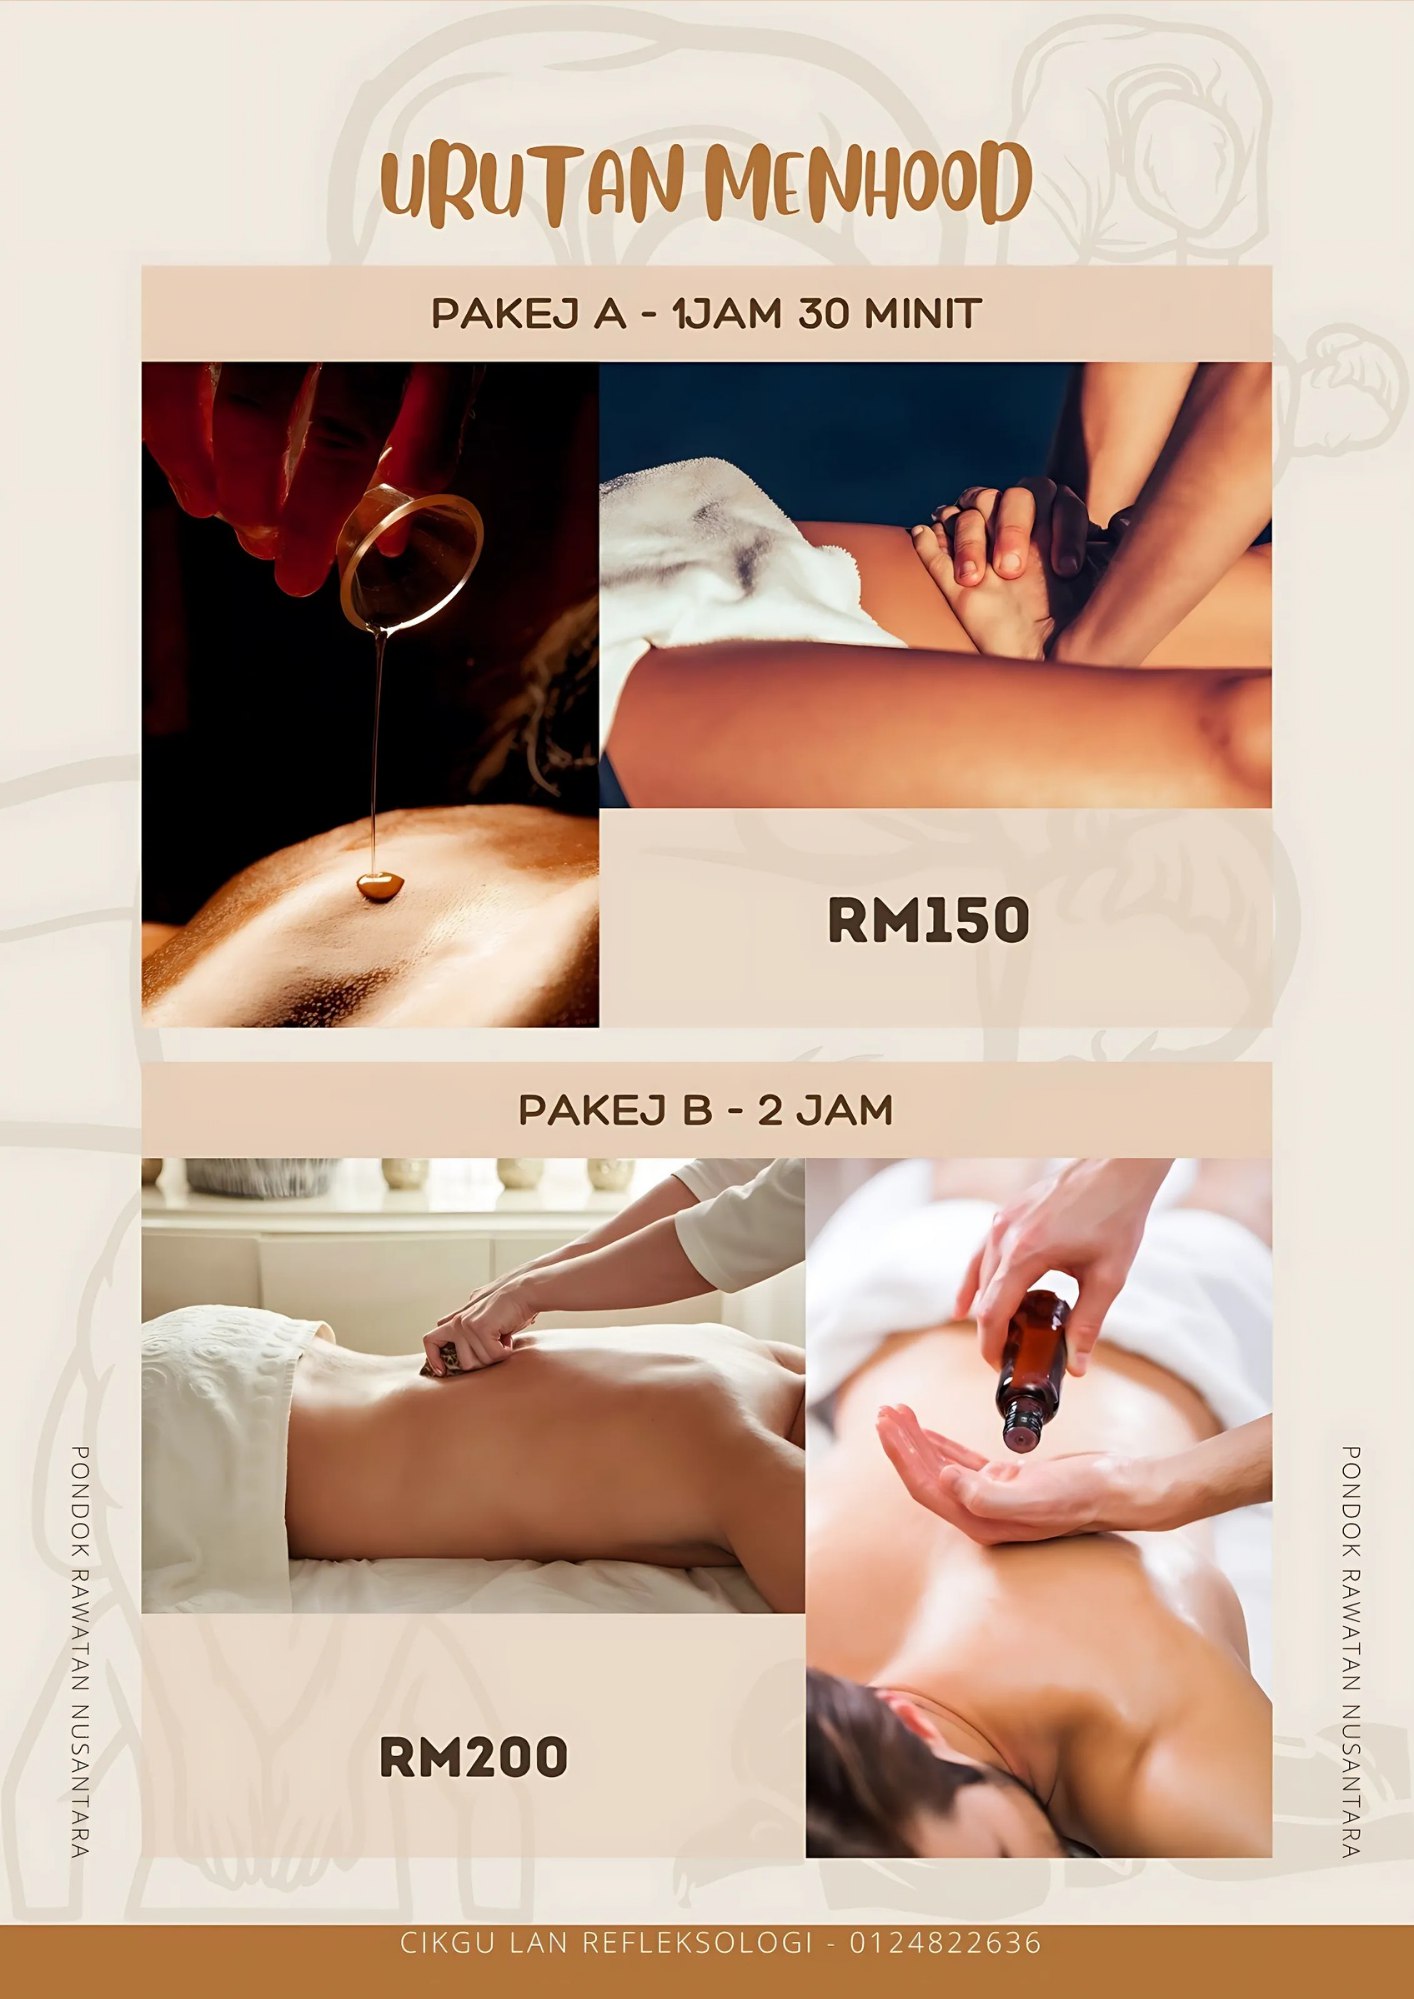 URUTAN MENHOOD
PAKEJ A - 1JAM 30 MINIT
RM150
PAKEJ B - 2 JAM
RM200
PONDOK RAWATAN NUSANTARA
PONDOK RAWATAN NUSANTARA
CIKGU LAN REFLEKSOLOGI - 0124822636